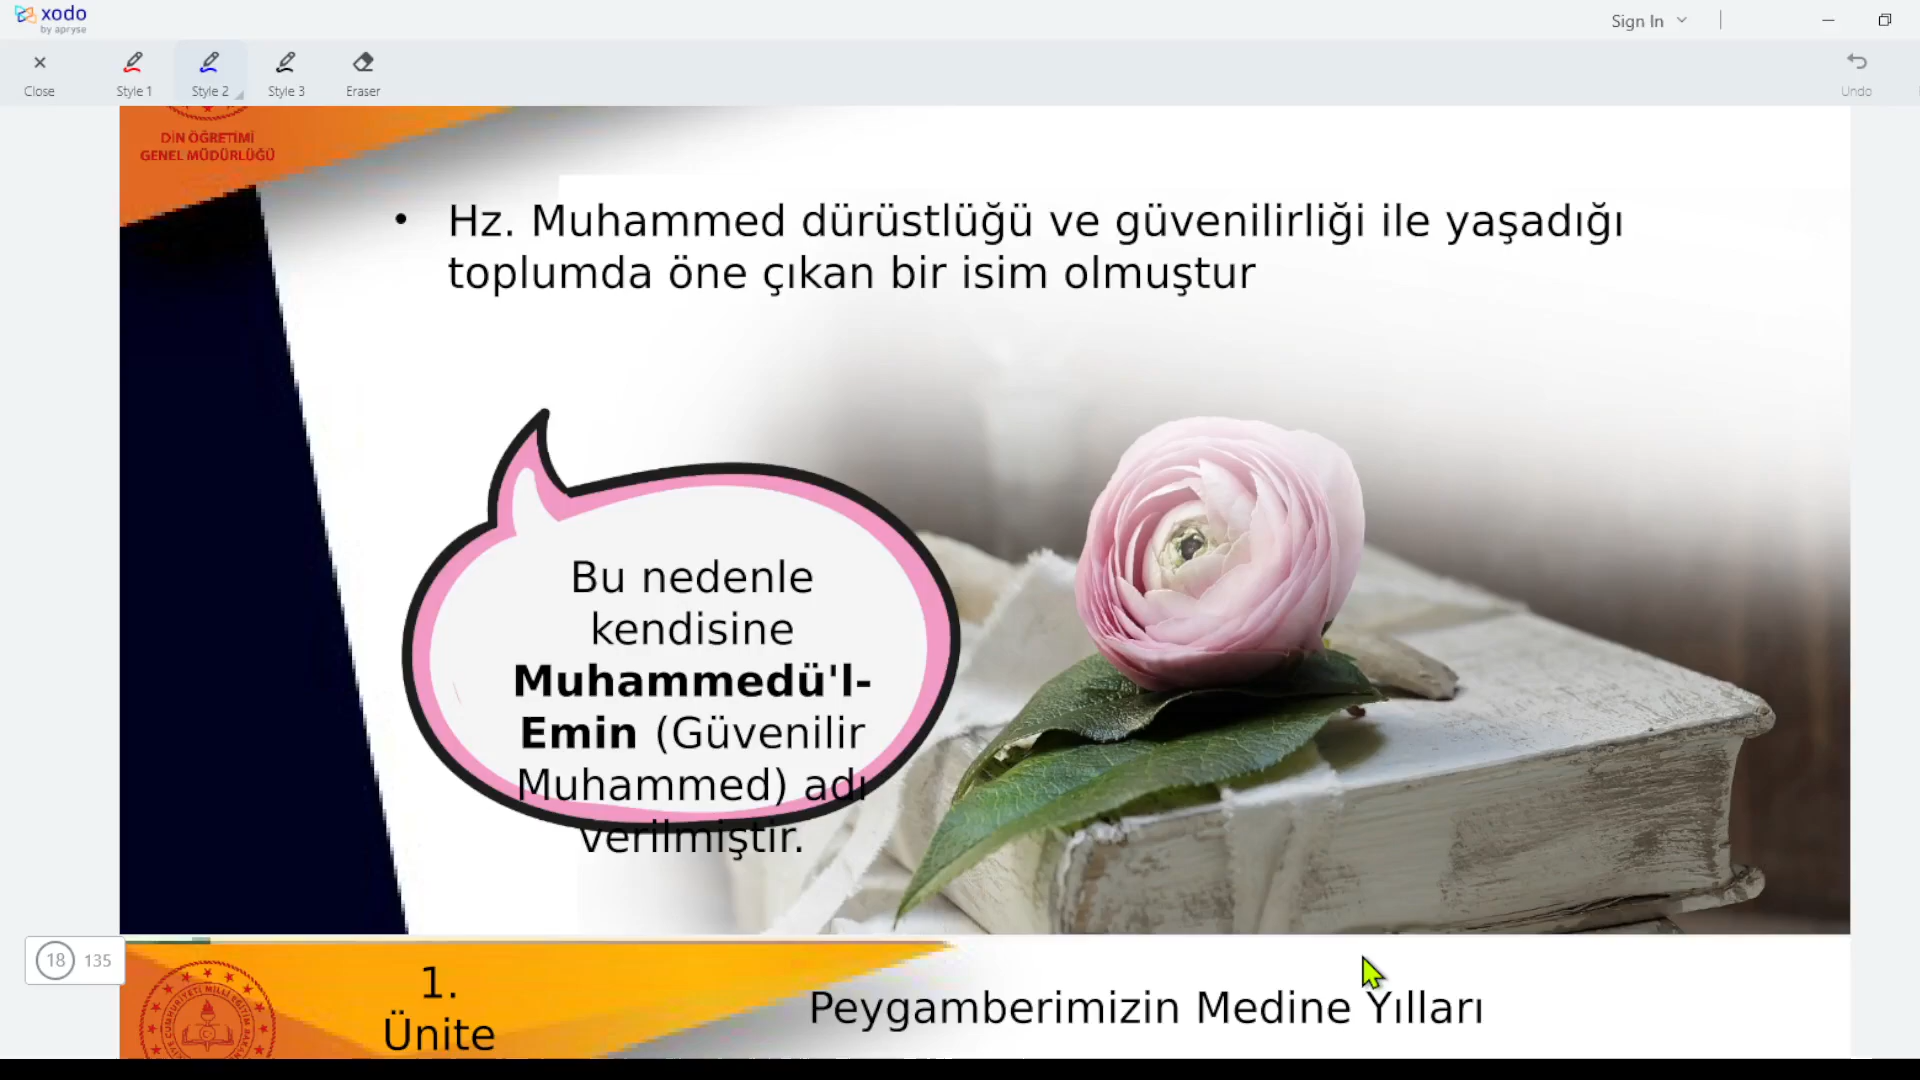 xodo
by apryse
Sign In
Close
Style 1
Style 2
Style 3
Eraser
Undo
DİN ÖĞRETİMİ
GENEL MÜDÜRLÜĞÜ
• Hz. Muhammed dürüstlüğü ve güvenilirliği ile yaşadığı
toplumda öne çıkan bir isim olmuştur
Bu nedenle
kendisine
Muhammedü'l-
Emin (Güvenilir
Muhammed) adı
verilmiştir.
18 135
1.
Ünite
Peygamberimizin Medine Yılları